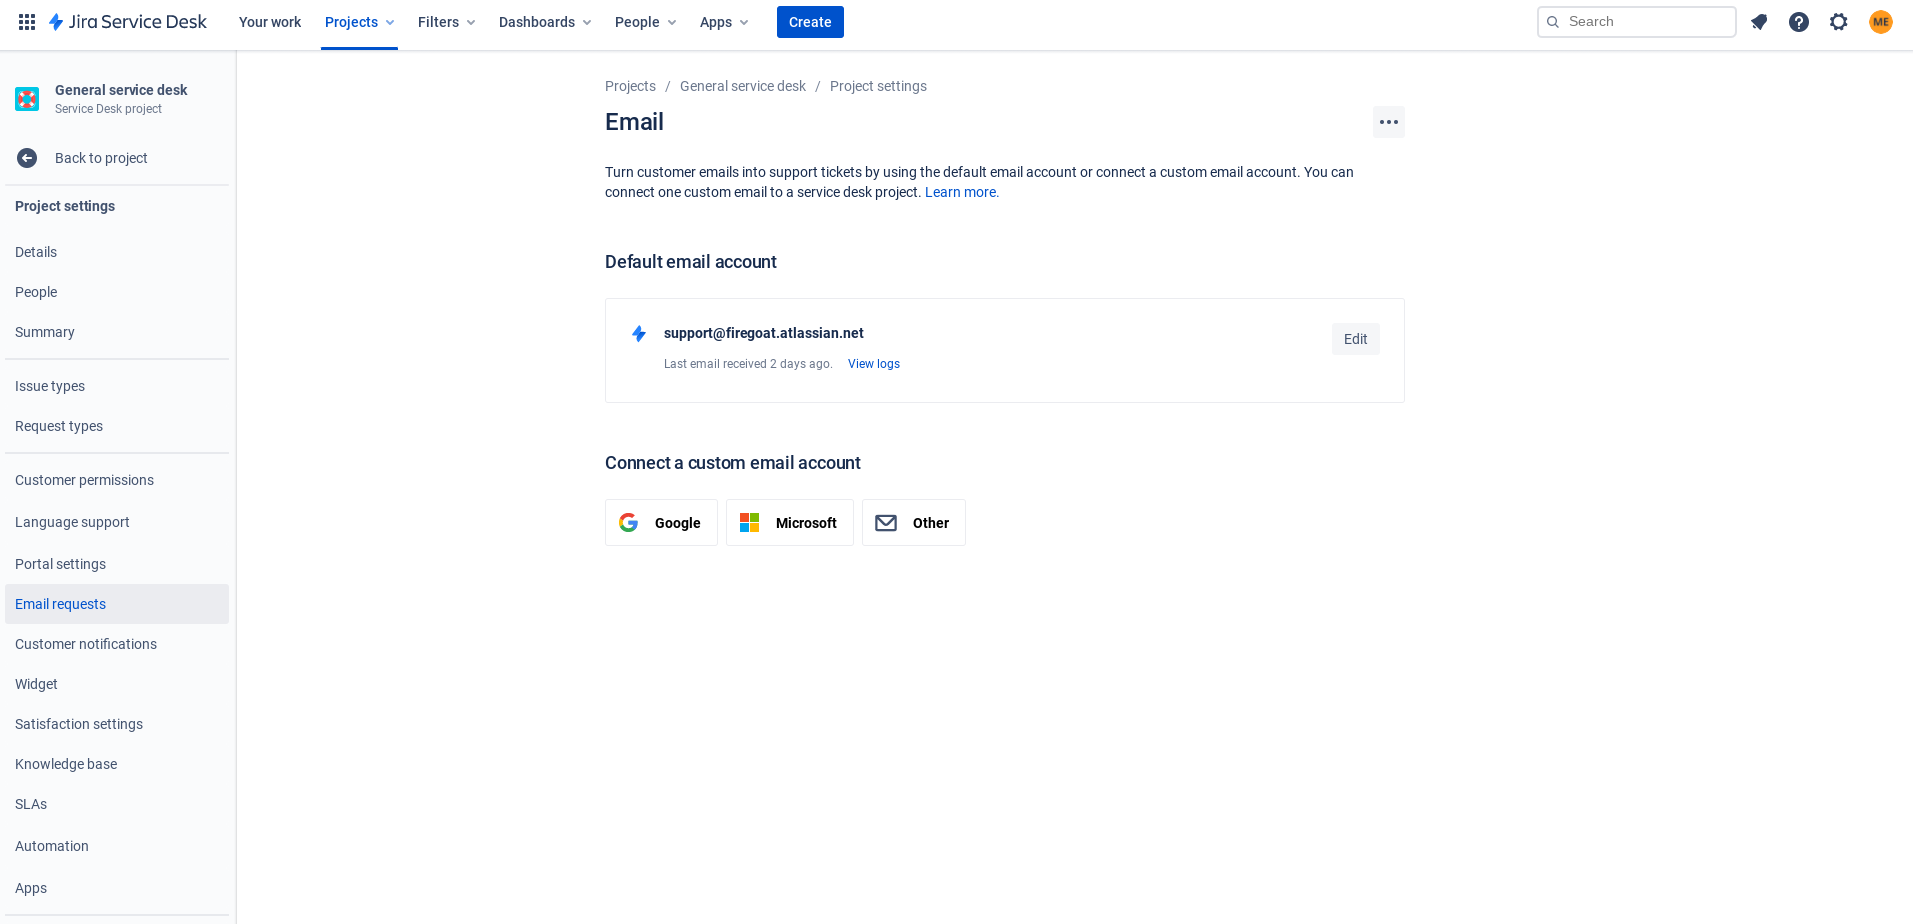 Jira Service Desk
Your work
Projects
Filters
Dashboards
People
Apps
Create
Search
ME
General service desk
Service Desk project
Back to project
Project settings
Details
People
Summary
Issue types
Request types
Customer permissions
Language support
Portal settings
Email requests
Customer notifications
Widget
Satisfaction settings
Knowledge base
SLAs
Automation
Apps
Projects / General service desk / Project settings
Email
Turn customer emails into support tickets by using the default email account or connect a custom email account. You can
connect one custom email to a service desk project. Learn more.
Default email account
support@firegoat.atlassian.net
Edit
Last email received 2 days ago. View logs
Connect a custom email account
Google
Microsoft
Other